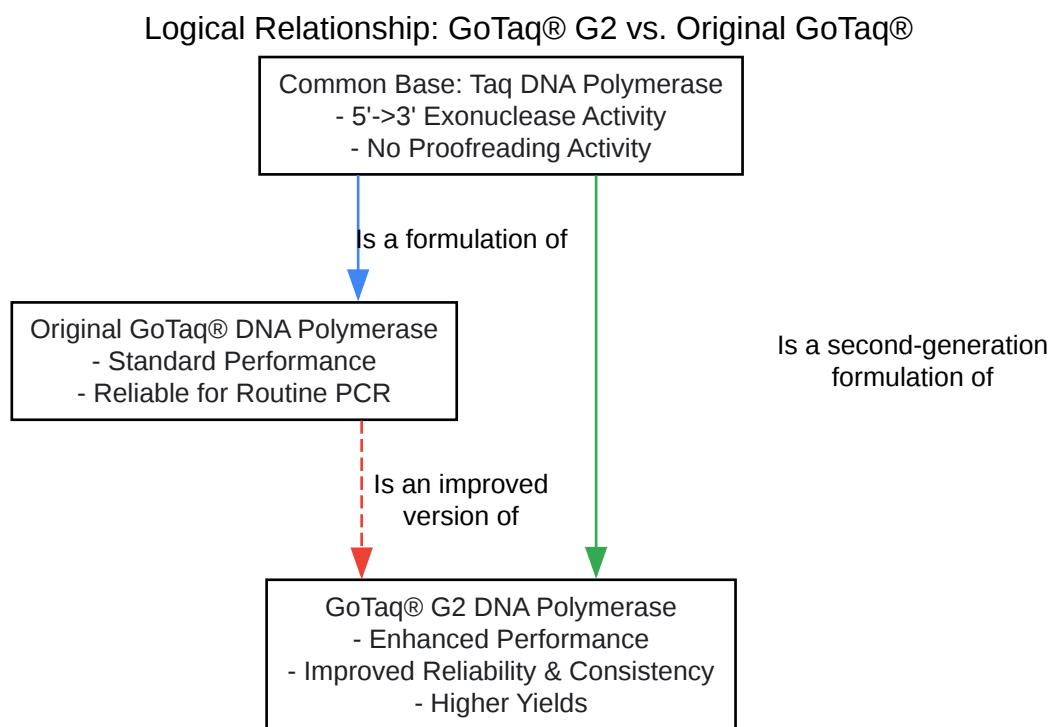 Logical Relationship: GoTaq® G2 vs. Original GoTaq®
Common Base: Taq DNA Polymerase
- 5'->3' Exonuclease Activity
- No Proofreading Activity
Is a formulation of
Original GoTaq® DNA Polymerase
- Standard Performance
- Reliable for Routine PCR
Is a second-generation
formulation of
Is an improved
version of
GoTaq® G2 DNA Polymerase
- Enhanced Performance
- Improved Reliability & Consistency
- Higher Yields